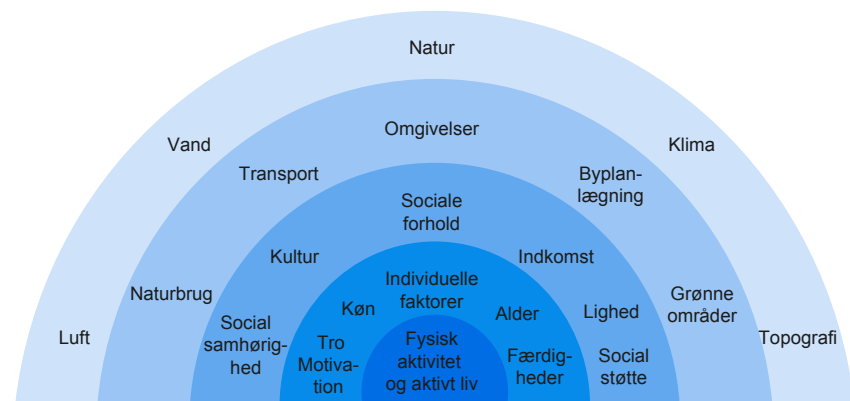 Natur
Vand
Klima
Luft
Topografi
Omgivelser
Transport
Byplan-
lægning
Naturbrug
Grønne
områder
Sociale
forhold
Kultur
Indkomst
Social
samhørig-
hed
Lighed
Social
støtte
Individuelle
faktorer
Køn
Alder
Tro
Motiva-
tion
Færdig-
heder
Fysisk
aktivitet
og aktivt liv